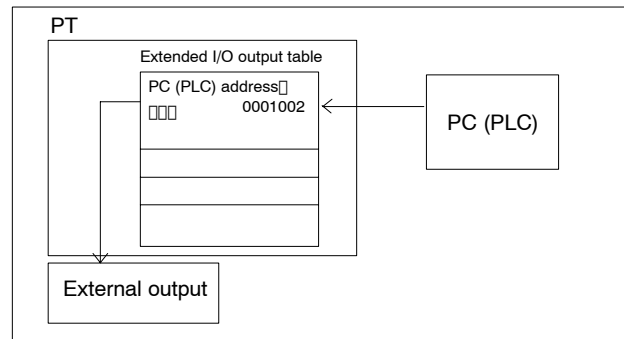 PT
Extended I/O output table
PC (PLC) address▯
▯▯▯ 0001002
PC (PLC)
External output